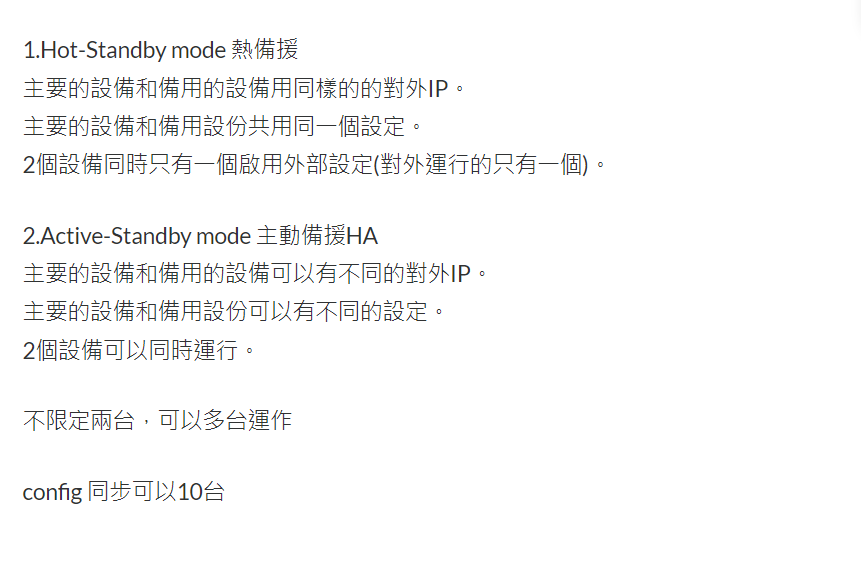 1.Hot-Standby mode 熱備援
主要的設備和備用的設備用同樣的的對外IP。
主要的設備和備用設份共用同一個設定。
2個設備同時只有一個啟用外部設定(對外運行的只有一個)。
2.Active-Standby mode 主動備援HA
主要的設備和備用的設備可以有不同的對外IP。
主要的設備和備用設份可以有不同的設定。
2個設備可以同時運行。
不限定兩台，可以多台運作
config 同步可以10台